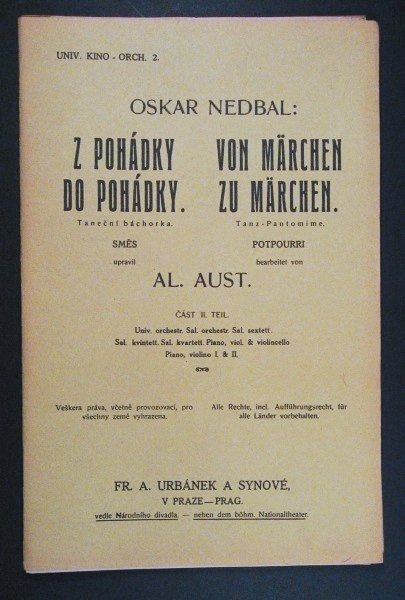 UNIV. KINO - ORCH. 2.
OSKAR NEDBAL:
Z POHÁDKY
DO POHÁDKY.
Taneční báchorka.
SMĚS
upravil
VON MÄRCHEN
ZU MÄRCHEN.
Tanz-Pantomime.
POTPOURRI
bearbeitet von
AL. AUST.
ČÁST II. TEIL.
Univ. orchestr. Sal. orchestr. Sal. sextett.
Sal. kvintett. Sal. kvartett. Piano, viol. & violincello
Piano, violino I. & II.
Veškera práva, včetně provozovací, pro
všechny země vyhrazena.
Alle Rechte, incl. Aufführungsrecht, für
alle Länder vorbehalten.
FR. A. URBÁNEK A SYNOVÉ,
V PRAZE—PRAG.
vedle Národního divadla. — neben dem böhm. Nationaltheater.